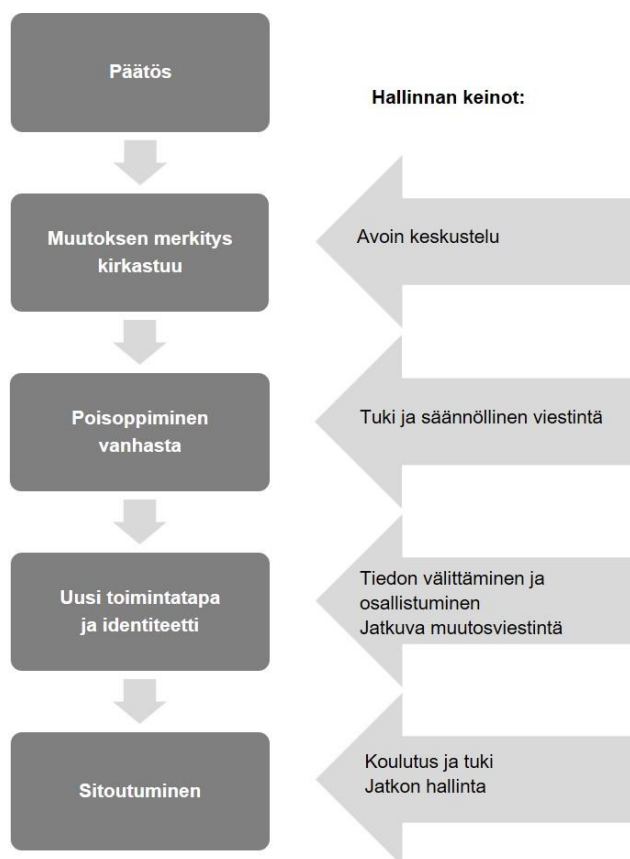 Päätös
Hallinnan keinot:
Muutoksen merkitys
kirkastuu
Avoin keskustelu
Poisoppiminen
vanhasta
Tuki ja säännöllinen viestintä
Uusi toimintatapa
ja identiteetti
Tiedon välittäminen ja
osallistuminen
Jatkuva muutosviestintä
Sitoutuminen
Koulutus ja tuki
Jatkon hallinta